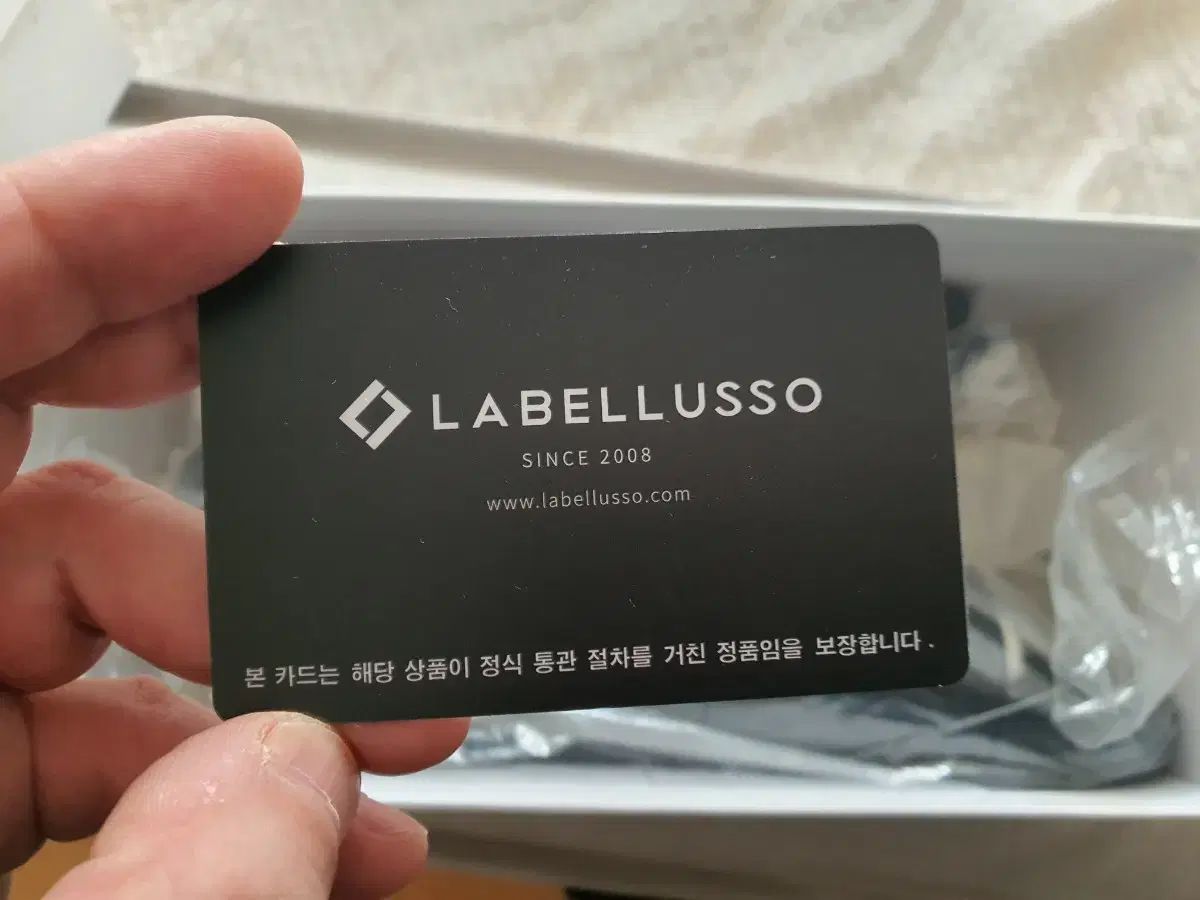 LABELLUSSO
SINCE 2008
www.labellusso.com
본 카드는 해당 상품이 정식 통관 절차를 거친 정품임을 보장합니다.